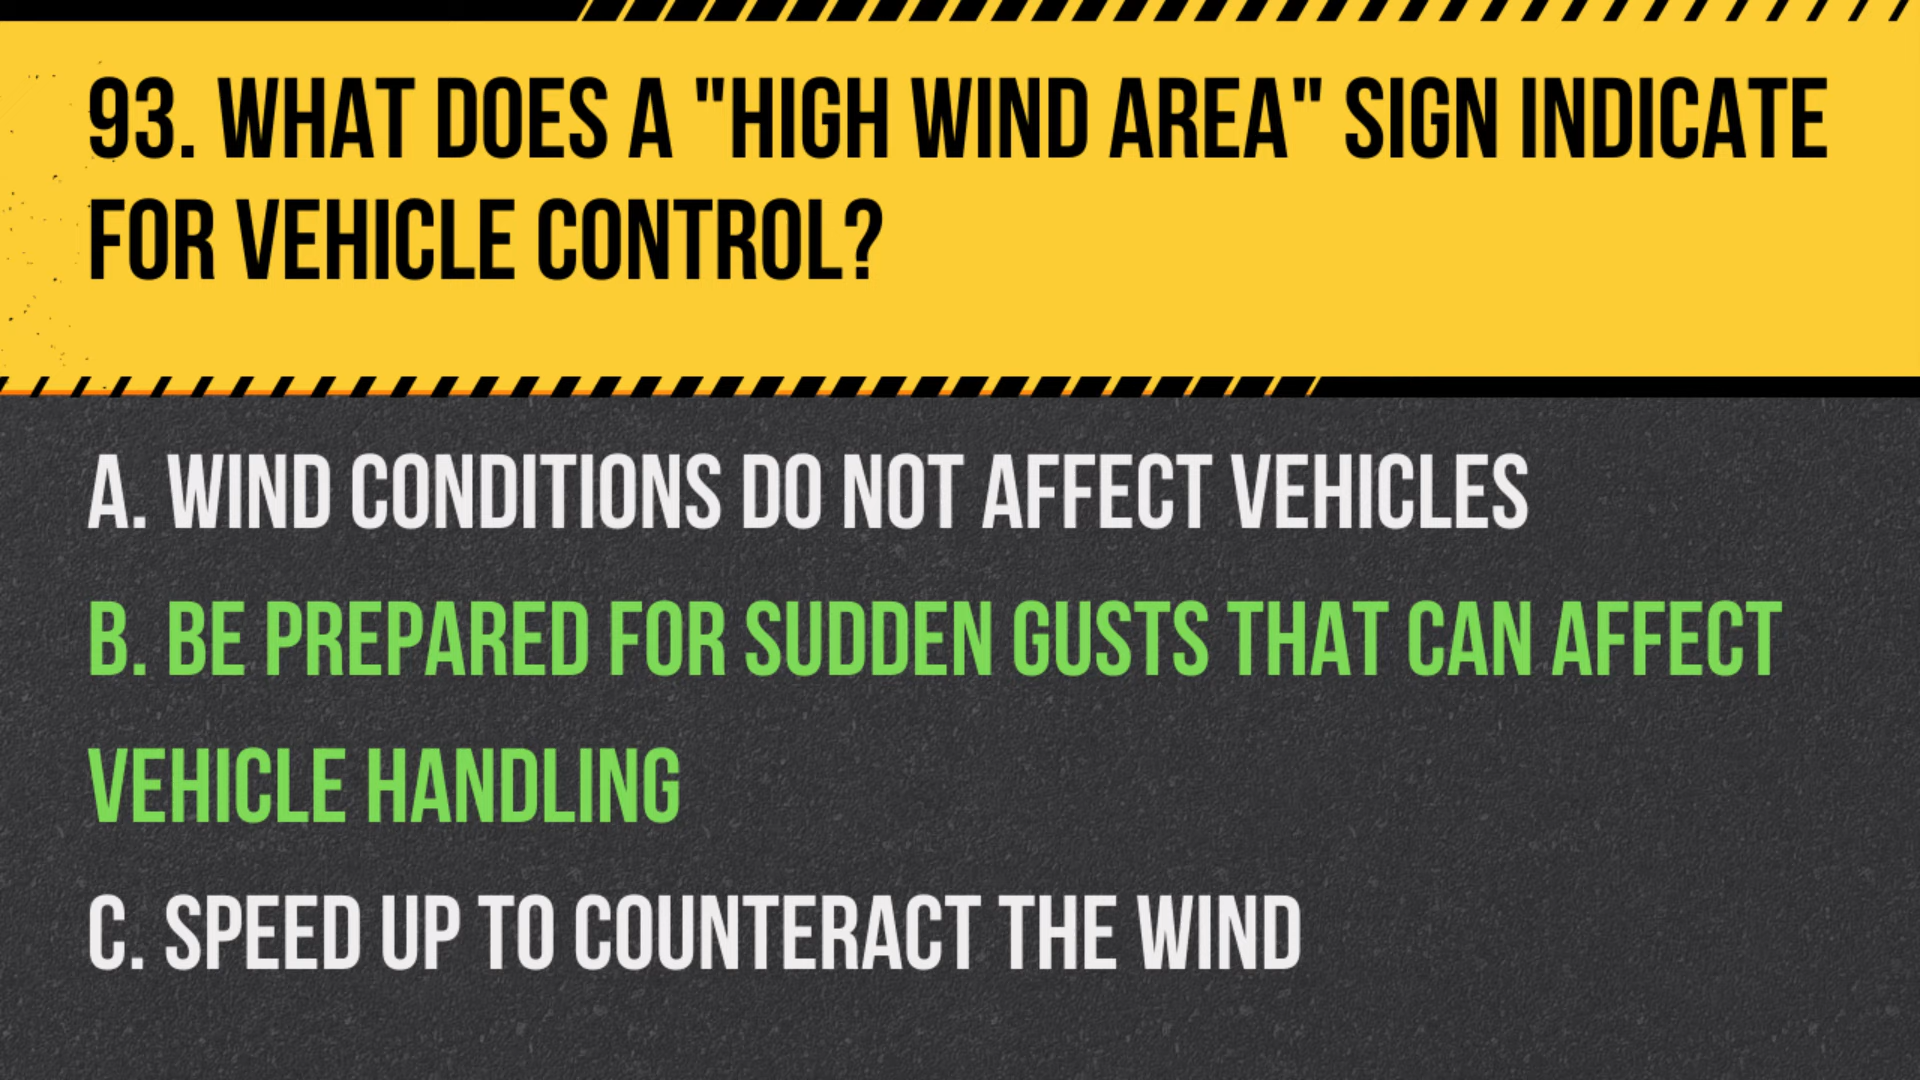 93. WHAT DOES A "HIGH WIND AREA" SIGN INDICATE
FOR VEHICLE CONTROL?
A. WIND CONDITIONS DO NOT AFFECT VEHICLES
B. BE PREPARED FOR SUDDEN GUSTS THAT CAN AFFECT
VEHICLE HANDLING
C. SPEED UP TO COUNTERACT THE WIND